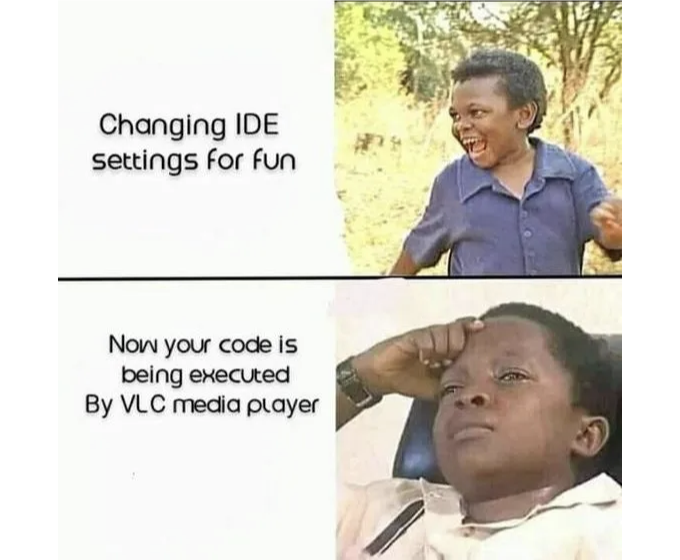 Changing IDE
settings for fun
Now your code is
being executed
By VLC media player